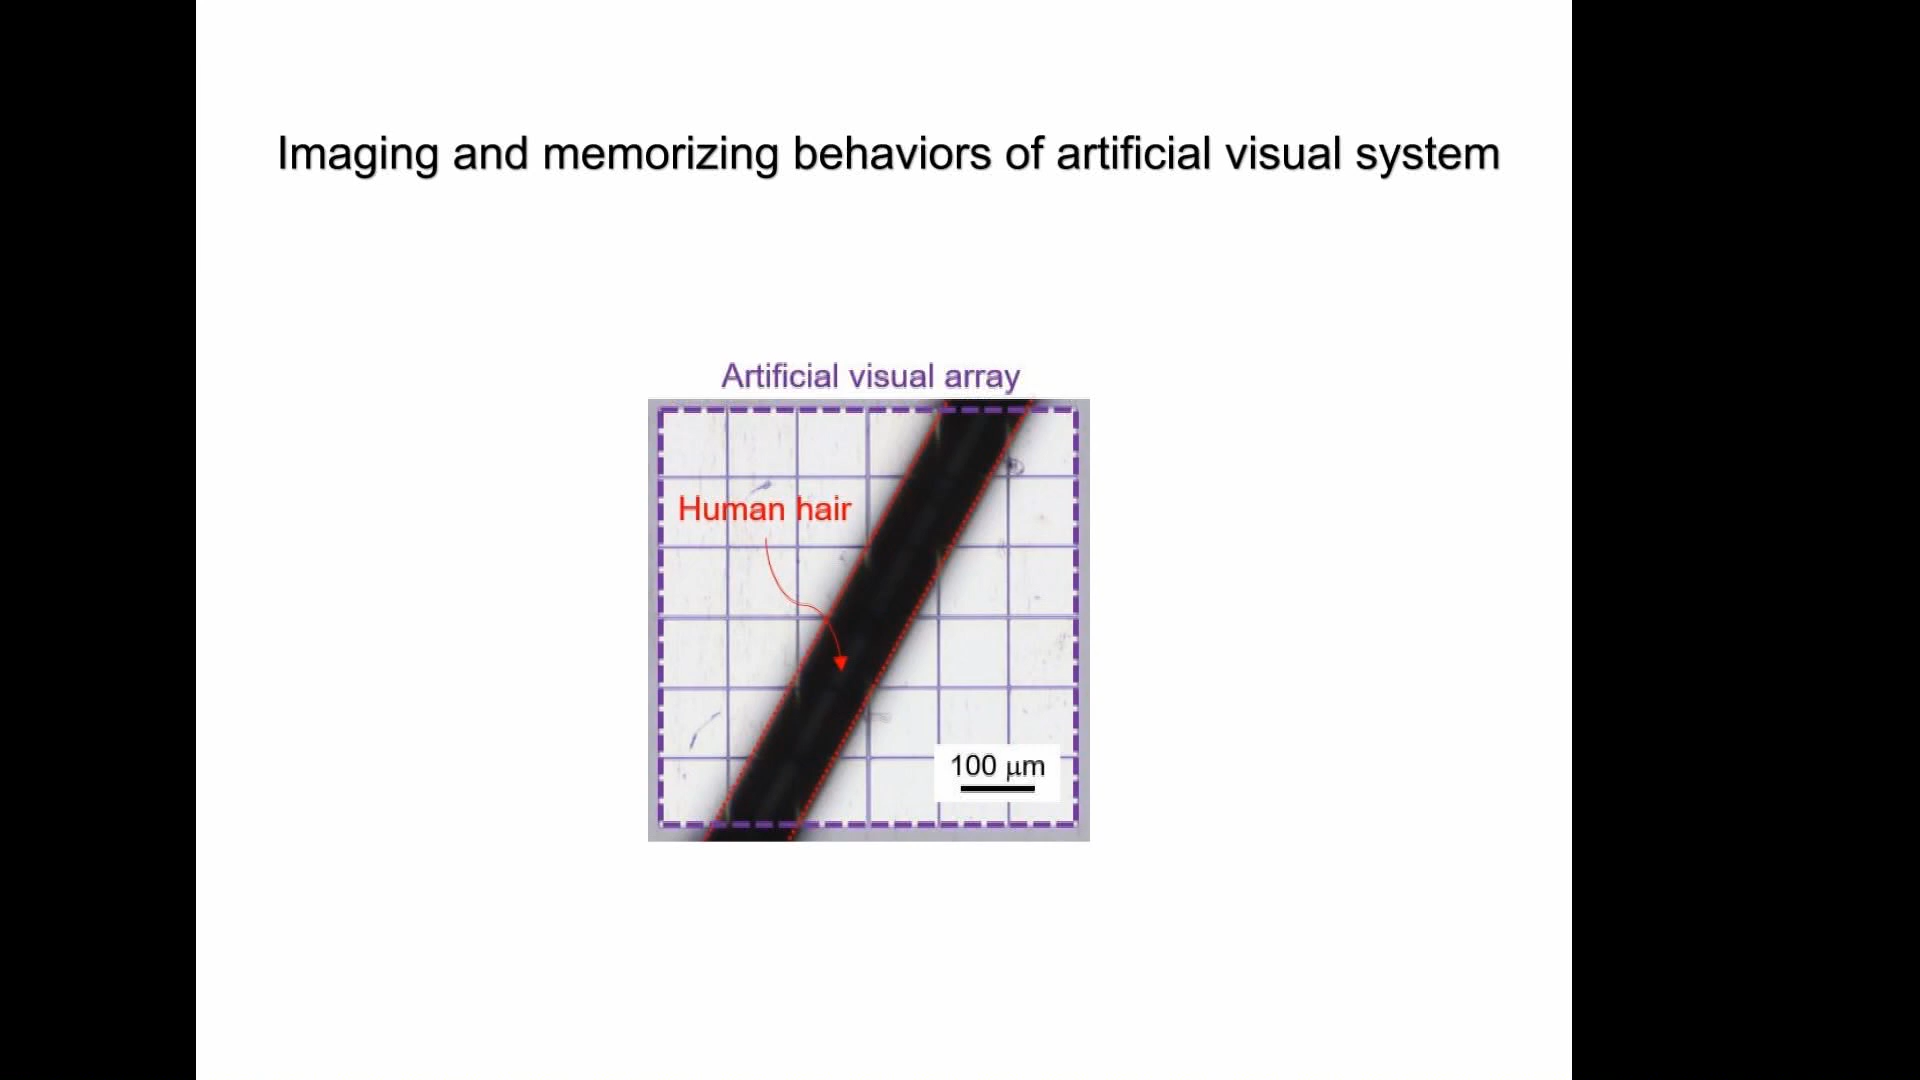 Imaging and memorizing behaviors of artificial visual system
Artificial visual array
Human hair
100 μm